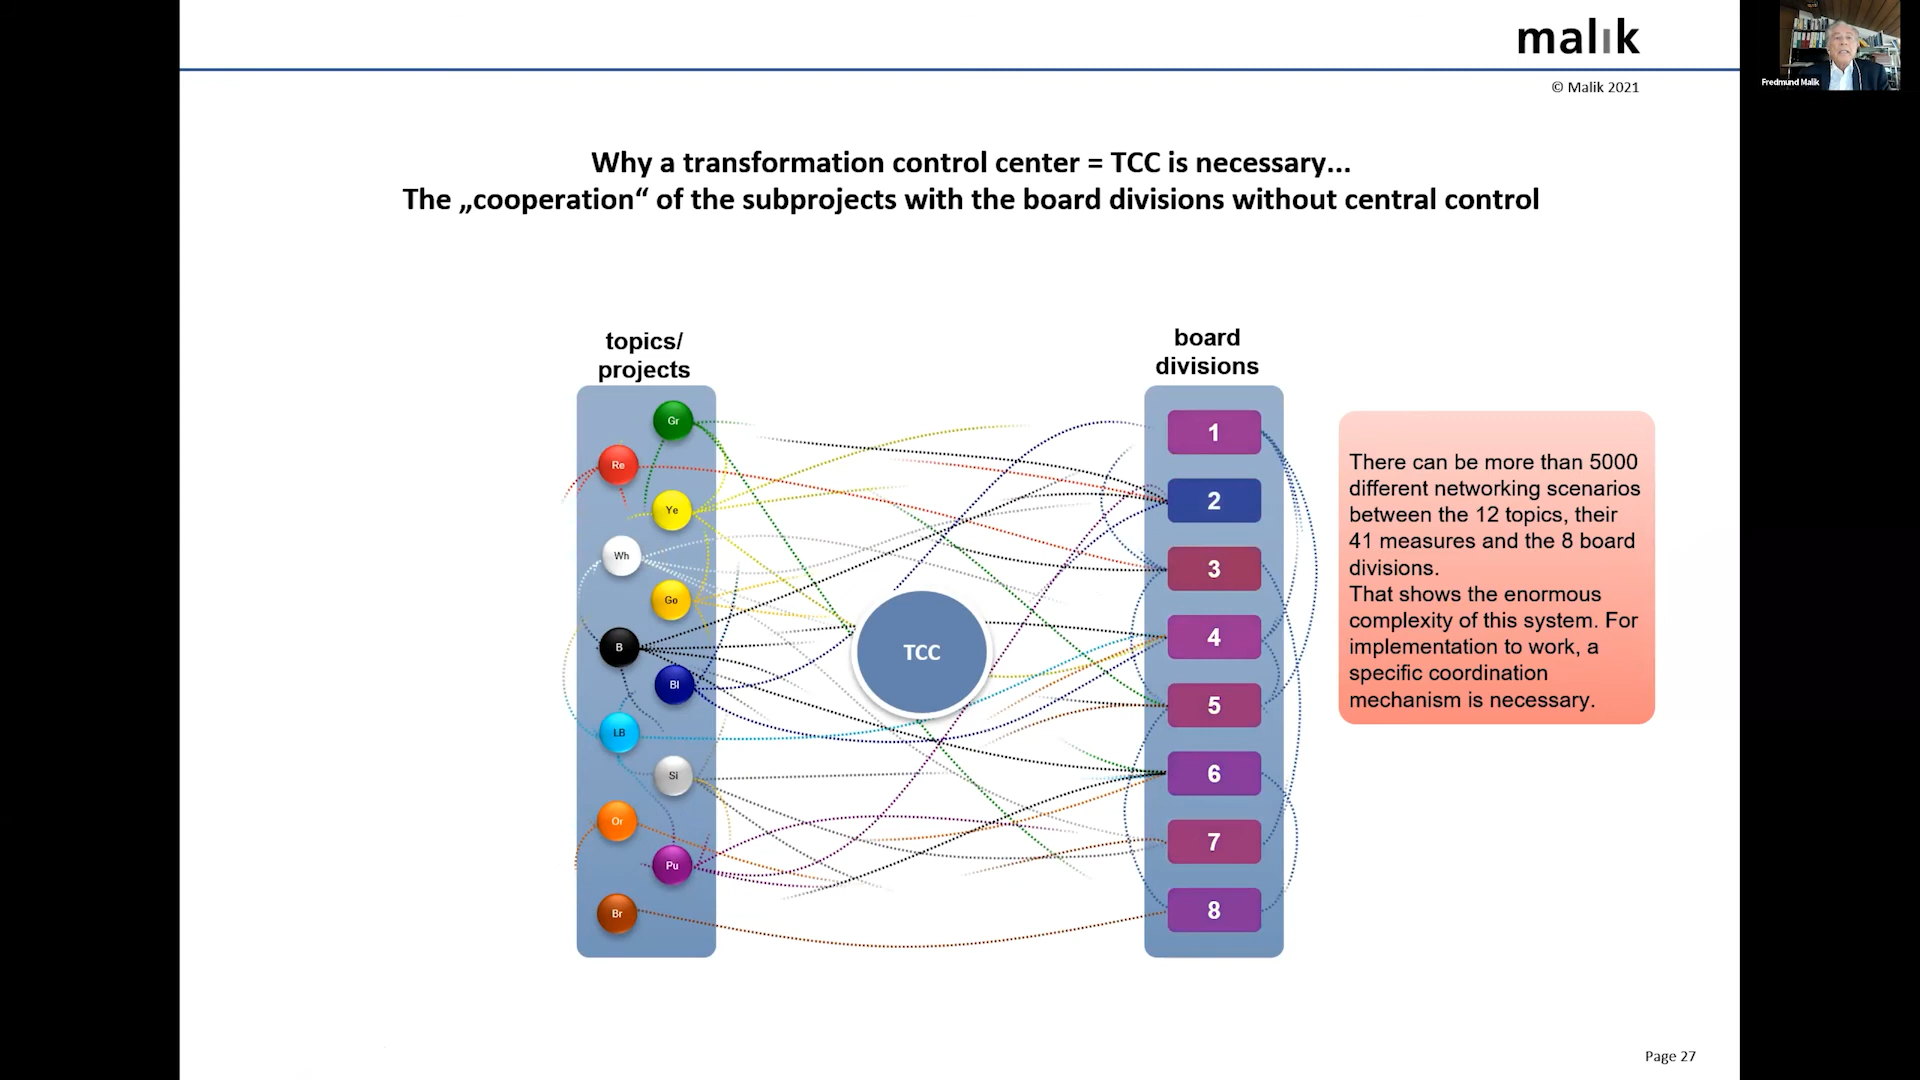 malık
Fredmund Malik
© Malik 2021
Why a transformation control center = TCC is necessary...
The „cooperation“ of the subprojects with the board divisions without central control
topics/
projects
board
divisions
Gr
Re
Ye
Wh
Go
B
Bl
LB
Si
Or
Pu
Br
TCC
1
2
3
4
5
6
7
8
There can be more than 5000
different networking scenarios
between the 12 topics, their
41 measures and the 8 board
divisions.
That shows the enormous
complexity of this system. For
implementation to work, a
specific coordination
mechanism is necessary.
Page 27